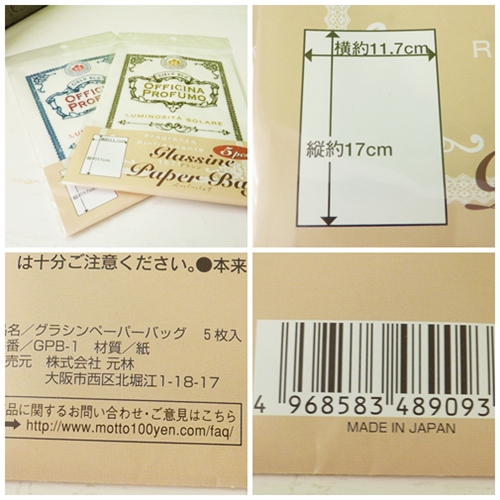 FIELD BLUE
OFFICINA
PROFUMO
LUMINOSITA SOLARE
OFFICINA
PROFUMO
5pcs
Glassine
Paper Bag
横約11.7cm
縦約17cm
R
は十分ご注意ください。●本来
品名／グラシンペーパーバッグ 5枚入
番／GPB-1 材質／紙
売元 株式会社 元林
大阪市西区北堀江1-18-17
品に関するお問い合わせ・ご意見はこちら
→http://www.motto100yen.com/faq/
4 968583 489093
MADE IN JAPAN